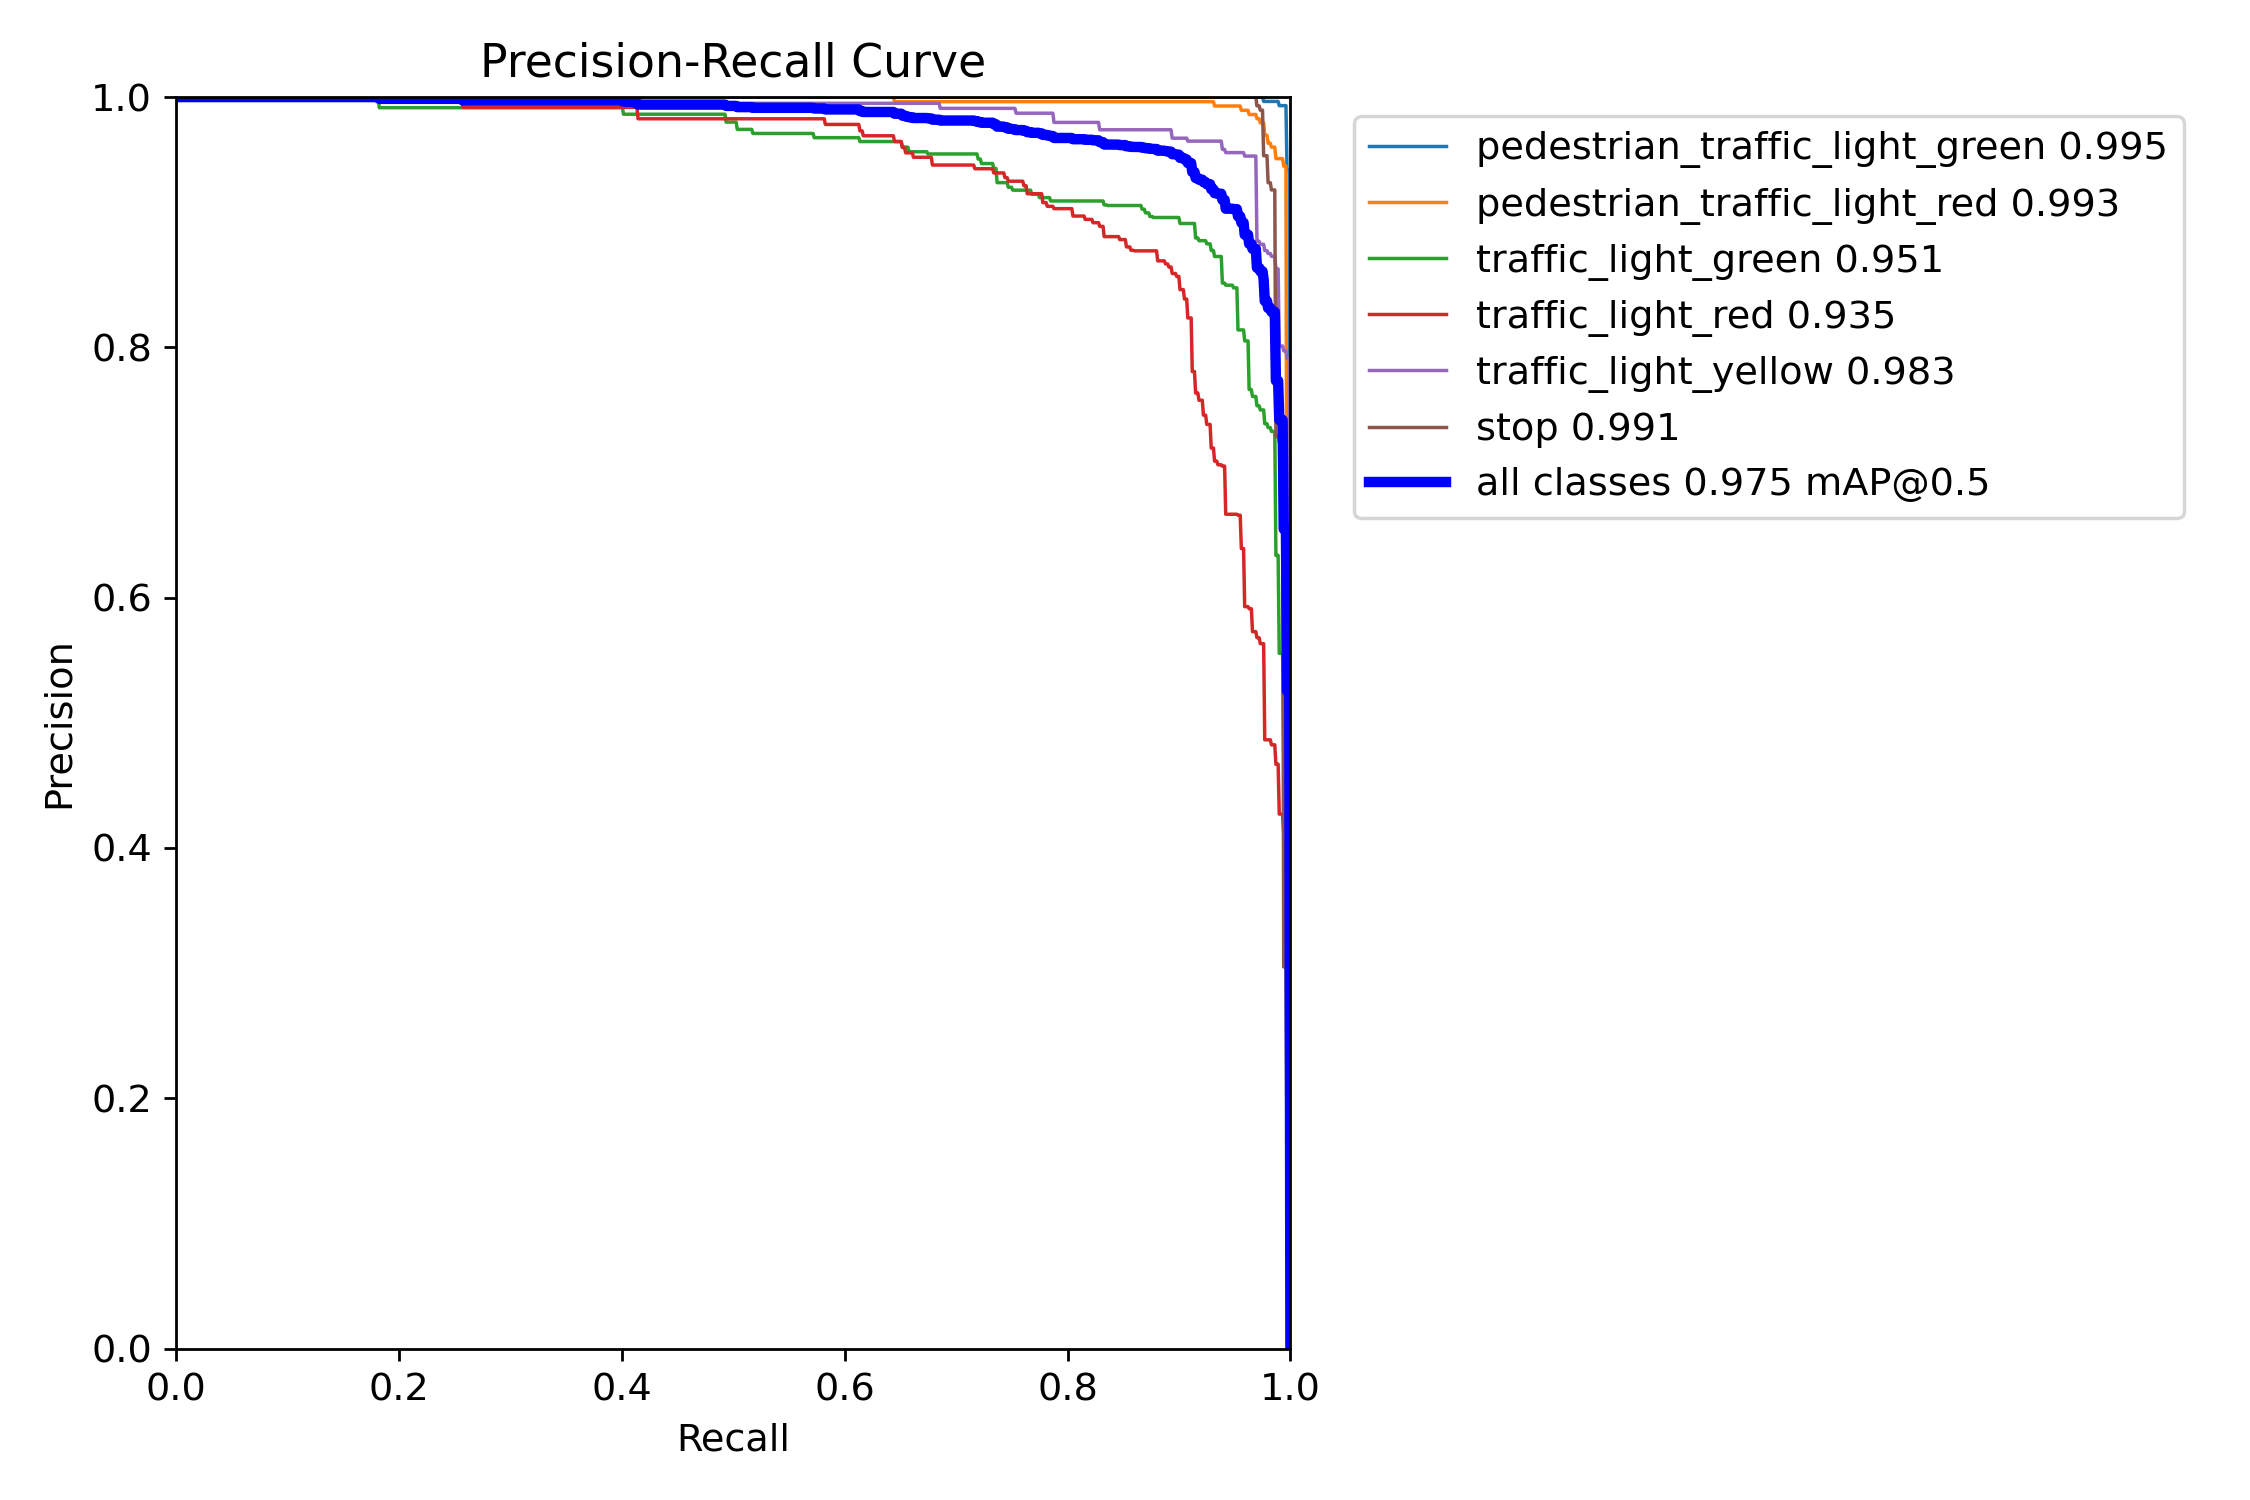 Precision-Recall Curve
1.0
0.8
0.6
0.4
0.2
0.0
Precision
0.0 0.2 0.4 0.6 0.8 1.0
Recall
pedestrian_traffic_light_green 0.995
pedestrian_traffic_light_red 0.993
traffic_light_green 0.951
traffic_light_red 0.935
traffic_light_yellow 0.983
stop 0.991
all classes 0.975 mAP@0.5